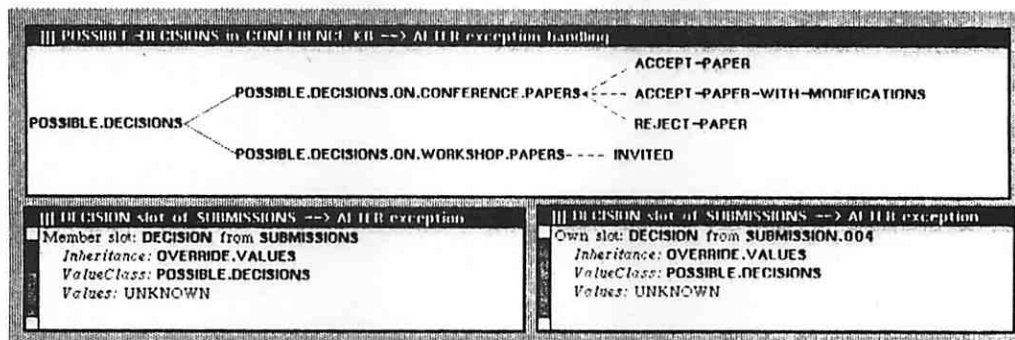 ||| POSSIBLE-DECISIONS in CONFERENCE KB --> AFTER exception handling
ACCEPT-PAPER
POSSIBLE.DECISIONS.ON.CONFERENCE.PAPERS ACCEPT-PAPER-WITH-MODIFICATIONS
REJECT-PAPER
POSSIBLE.DECISIONS
POSSIBLE.DECISIONS.ON.WORKSHOP.PAPERS INVITED
||| DECISION slot of SUBMISSIONS --> AFTER exception
Member slot: DECISION from SUBMISSIONS
Inheritance: OVERRIDE.VALUES
ValueClass: POSSIBLE.DECISIONS
Values: UNKNOWN
||| DECISION slot of SUBMISSIONS --> AFTER exception
Own slot: DECISION from SUBMISSION.004
Inheritance: OVERRIDE.VALUES
ValueClass: POSSIBLE.DECISIONS
Values: UNKNOWN